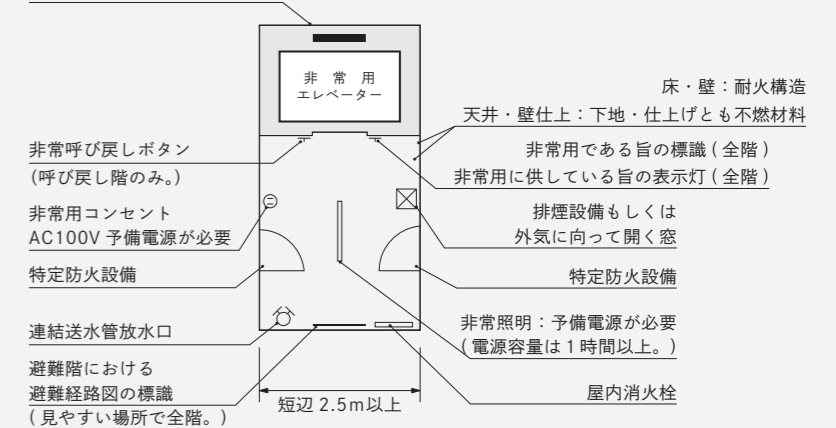 非 常 用
エレベーター
床・壁：耐火構造
天井・壁仕上：下地・仕上げとも不燃材料
非常呼び戻しボタン
(呼び戻し階のみ。)
非常用である旨の標識 ( 全階 )
非常用に供している旨の表示灯 ( 全階 )
非常用コンセント
AC100V 予備電源が必要
排煙設備もしくは
外気に向って開く窓
特定防火設備
特定防火設備
連結送水管放水口
非常照明：予備電源が必要
( 電源容量は 1 時間以上。)
避難階における
避難経路図の標識
( 見やすい場所で全階。)
屋内消火栓
短辺 2.5m以上